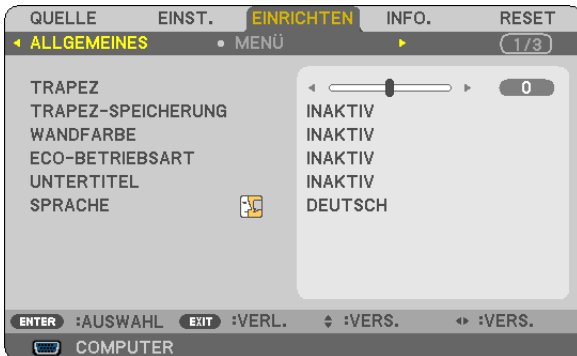 QUELLE EINST. EINRICHTEN INFO. RESET
ALLGEMEINES MENÜ (1/3)
TRAPEZ 0
TRAPEZ-SPEICHERUNG INAKTIV
WANDFARBE INAKTIV
ECO-BETRIEBSART INAKTIV
UNTERTITEL INAKTIV
SPRACHE DEUTSCH
ENTER :AUSWAHL EXIT :VERL. :VERS. :VERS.
COMPUTER